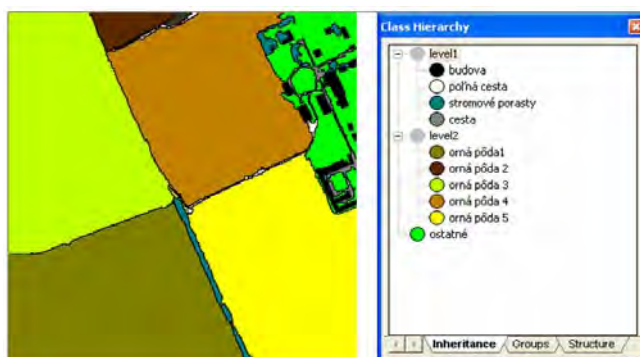 Class Hierarchy
level1
budova
poľná cesta
stromové porasty
cesta
level2
orná pôda1
orná pôda 2
orná pôda 3
orná pôda 4
orná pôda 5
ostatné
Inheritance Groups Structure